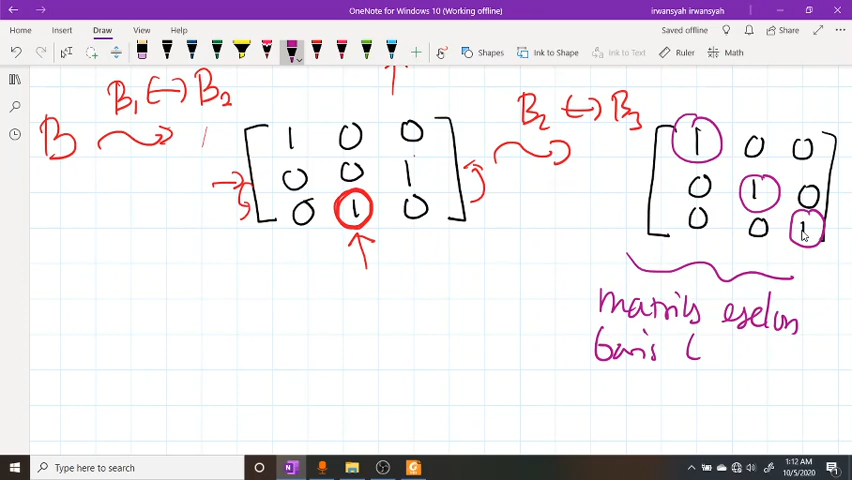 OneNote for Windows 10 (Working offline)
irwansyah irwansyah
Home Insert Draw View Help
Saved offline Share
Shapes Ink to Shape Ink to Text Ruler Math
B₁ ↔ B₂
B₂ ↔ B₃
B
1 0 0
0 0 1
0 1 0
1 0 0
0 1 0
0 0 1
matriks eselon
baris (
Type here to search
1:12 AM
10/5/2020